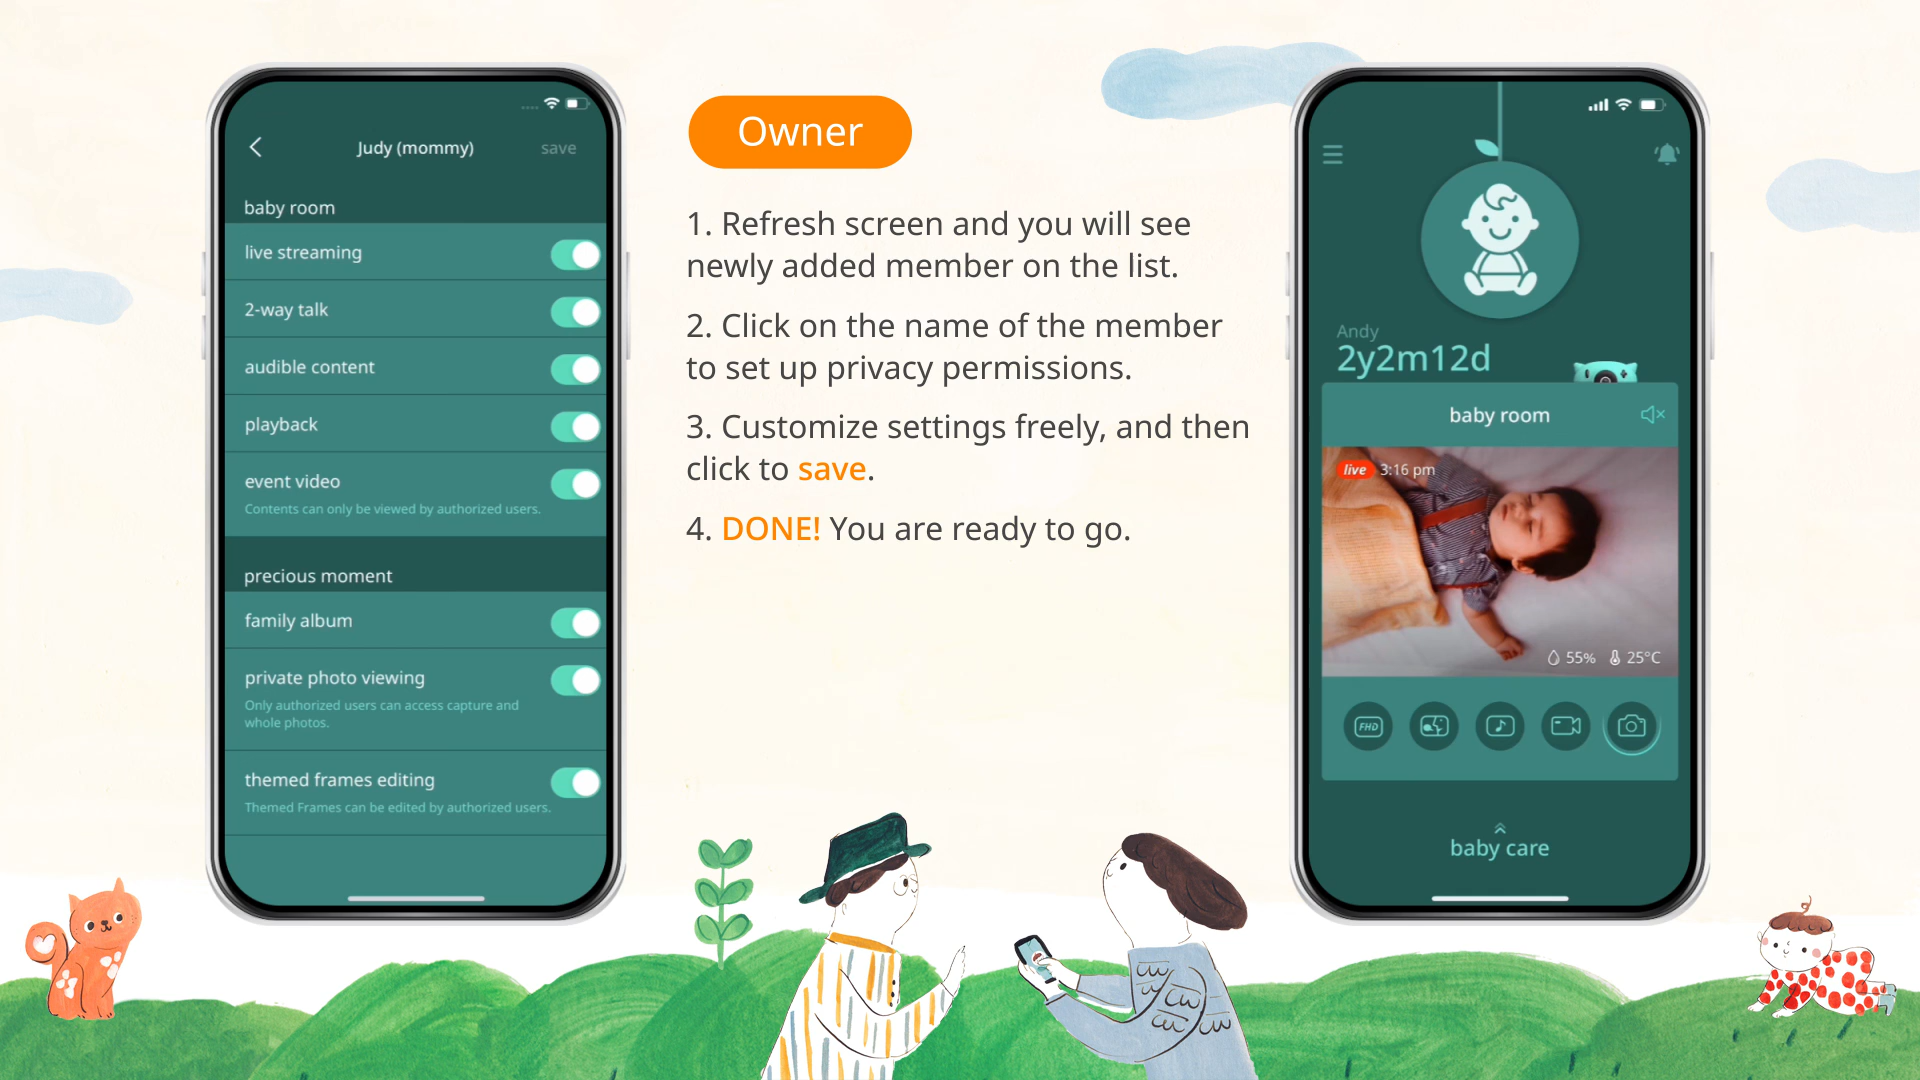 Judy (mommy)
save
baby room
live streaming
2-way talk
audible content
playback
event video
Contents can only be viewed by authorized users.
precious moment
family album
private photo viewing
Only authorized users can access capture and
whole photos.
themed frames editing
Themed Frames can be edited by authorized users.
Owner
1. Refresh screen and you will see
newly added member on the list.
2. Click on the name of the member
to set up privacy permissions.
3. Customize settings freely, and then
click to save.
4. DONE! You are ready to go.
Andy
2y2m12d
baby room
live 3:16 pm
55% 25°C
FHD
baby care